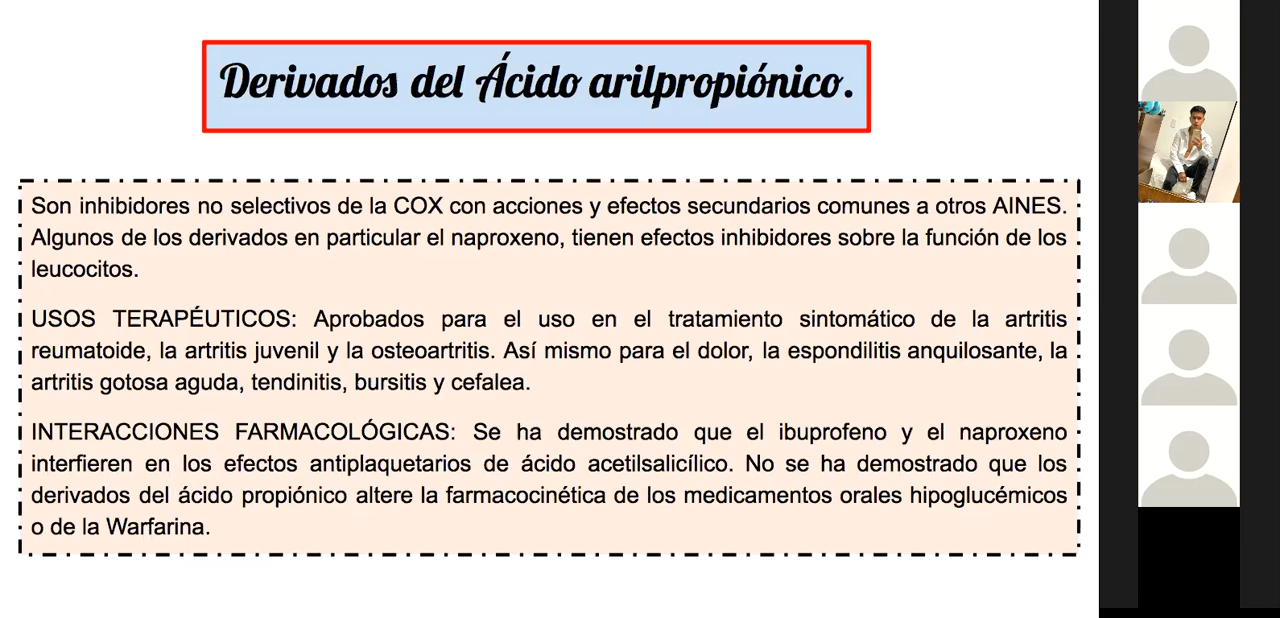 Derivados del Ácido arilpropiónico.
Son inhibidores no selectivos de la COX con acciones y efectos secundarios comunes a otros AINES.
Algunos de los derivados en particular el naproxeno, tienen efectos inhibidores sobre la función de los
leucocitos.
USOS TERAPÉUTICOS: Aprobados para el uso en el tratamiento sintomático de la artritis
reumatoide, la artritis juvenil y la osteoartritis. Así mismo para el dolor, la espondilitis anquilosante, la
artritis gotosa aguda, tendinitis, bursitis y cefalea.
INTERACCIONES FARMACOLÓGICAS: Se ha demostrado que el ibuprofeno y el naproxeno
interfieren en los efectos antiplaquetarios de ácido acetilsalicílico. No se ha demostrado que los
derivados del ácido propiónico altere la farmacocinética de los medicamentos orales hipoglucémicos
o de la Warfarina.